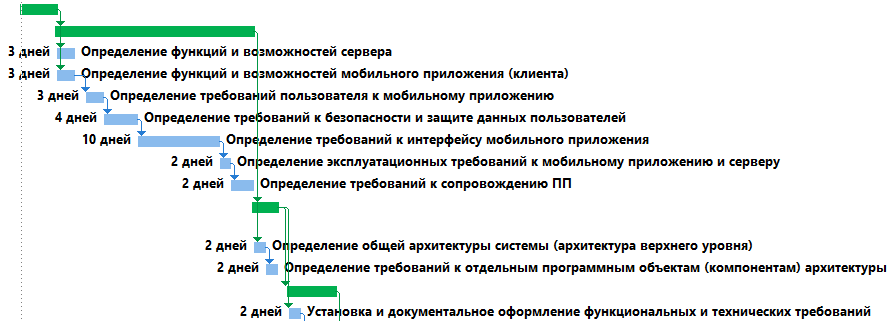 3 дней Определение функций и возможностей сервера
3 дней Определение функций и возможностей мобильного приложения (клиента)
3 дней Определение требований пользователя к мобильному приложению
4 дней Определение требований к безопасности и защите данных пользователей
10 дней Определение требований к интерфейсу мобильного приложения
2 дней Определение эксплуатационных требований к мобильному приложению и серверу
2 дней Определение требований к сопровождению ПП
2 дней Определение общей архитектуры системы (архитектура верхнего уровня)
2 дней Определение требований к отдельным программным объектам (компонентам) архитектуры
2 дней Установка и документальное оформление функциональных и технических требований